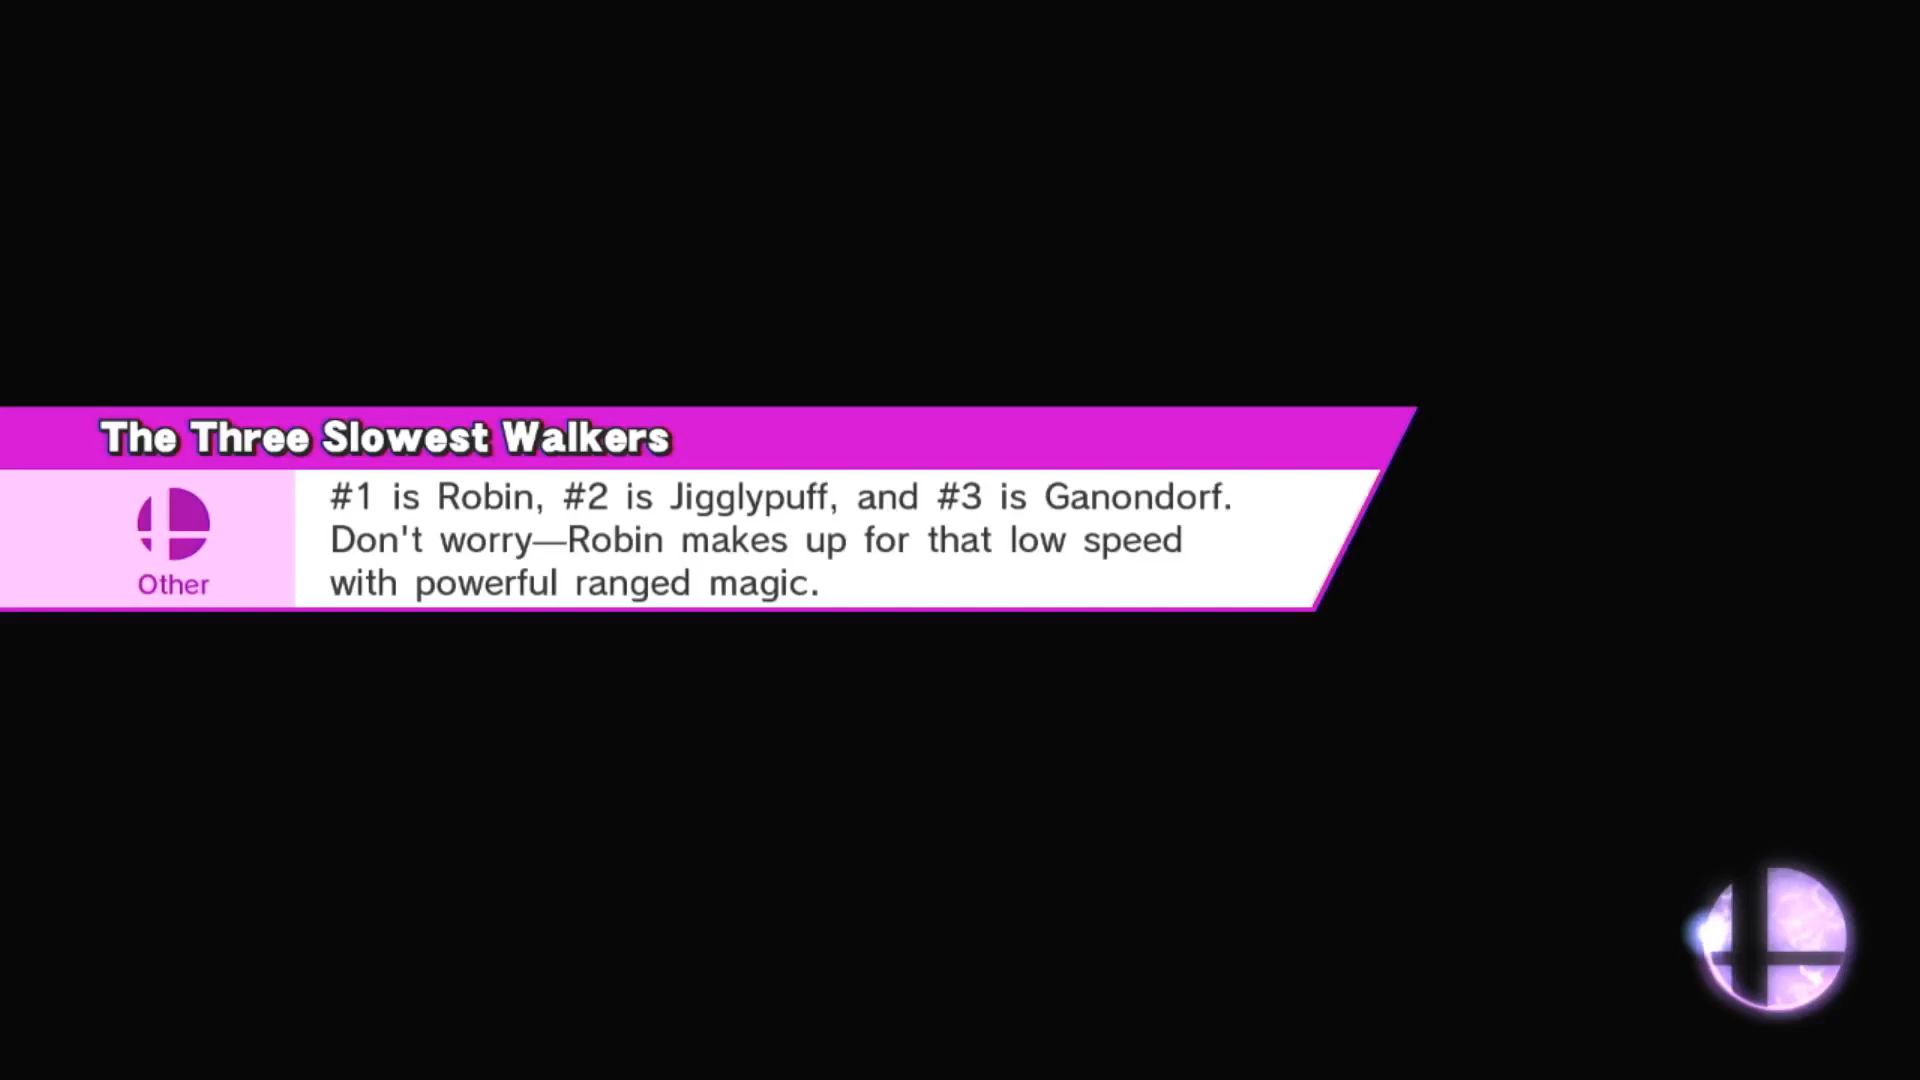 The Three Slowest Walkers
#1 is Robin, #2 is Jigglypuff, and #3 is Ganondorf.
Don't worry—Robin makes up for that low speed
with powerful ranged magic.
Other